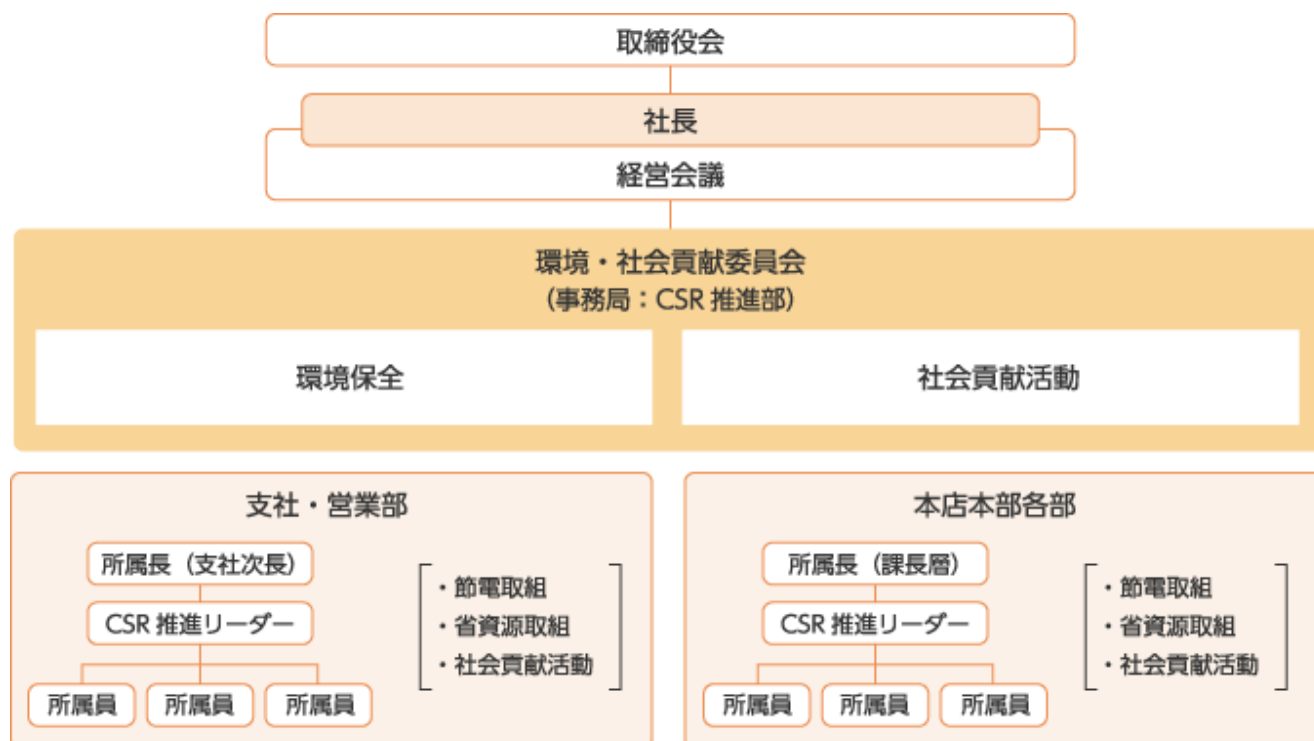 取締役会
社長
経営会議
環境・社会貢献委員会
(事務局：CSR 推進部)
環境保全
社会貢献活動
支社・営業部
所属長（支社次長）
CSR 推進リーダー
所属員
所属員
所属員
・節電取組
・省資源取組
・社会貢献活動
本店本部各部
所属長（課長層）
CSR 推進リーダー
所属員
所属員
所属員
・節電取組
・省資源取組
・社会貢献活動